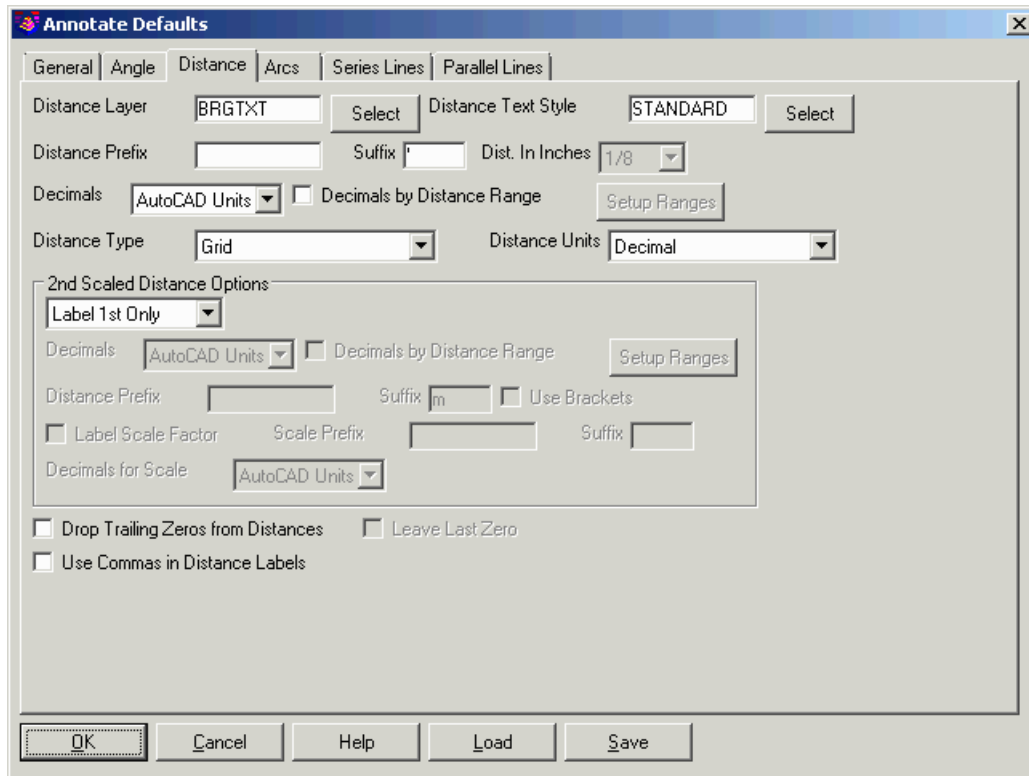 Annotate Defaults
General Angle Distance Arcs Series Lines Parallel Lines
Distance Layer BRGTXT Select Distance Text Style STANDARD Select
Distance Prefix Suffix ' Dist. In Inches 1/8
Decimals AutoCAD Units Decimals by Distance Range Setup Ranges
Distance Type Grid Distance Units Decimal
2nd Scaled Distance Options
Label 1st Only
Decimals AutoCAD Units Decimals by Distance Range Setup Ranges
Distance Prefix Suffix m Use Brackets
Label Scale Factor Scale Prefix Suffix
Decimals for Scale AutoCAD Units
Drop Trailing Zeros from Distances Leave Last Zero
Use Commas in Distance Labels
OK Cancel Help Load Save